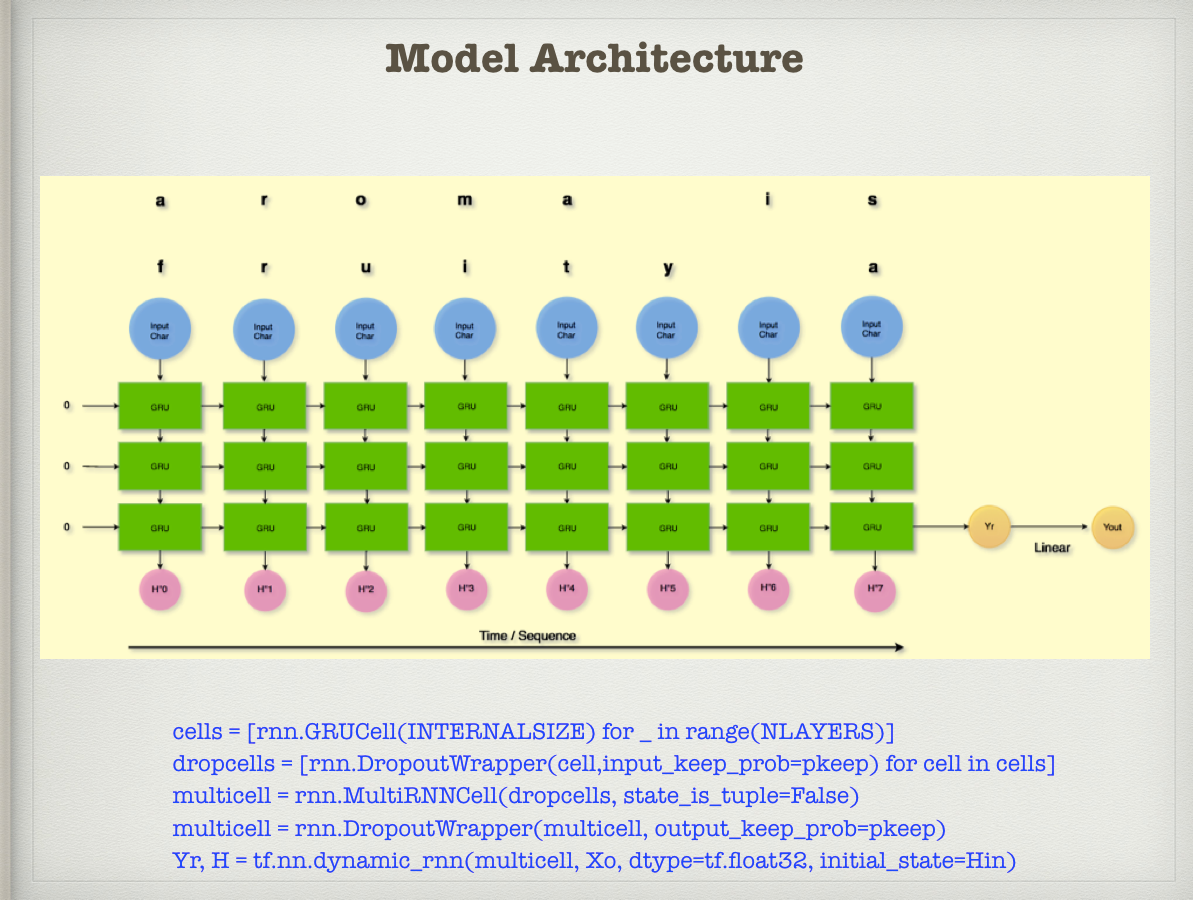 Model Architecture
a r o m a i s
f r u i t y a
Input Char Input Char Input Char Input Char Input Char Input Char Input Char Input Char
0 GRU GRU GRU GRU GRU GRU GRU GRU
0 GRU GRU GRU GRU GRU GRU GRU GRU
0 GRU GRU GRU GRU GRU GRU GRU GRU Yr Yout
Linear
H"0 H"1 H"2 H"3 H"4 H"5 H"6 H"7
Time / Sequence
cells = [rnn.GRUCell(INTERNALSIZE) for _ in range(NLAYERS)]
dropcells = [rnn.DropoutWrapper(cell,input_keep_prob=pkeep) for cell in cells]
multicell = rnn.MultiRNNCell(dropcells, state_is_tuple=False)
multicell = rnn.DropoutWrapper(multicell, output_keep_prob=pkeep)
Yr, H = tf.nn.dynamic_rnn(multicell, Xo, dtype=tf.float32, initial_state=Hin)